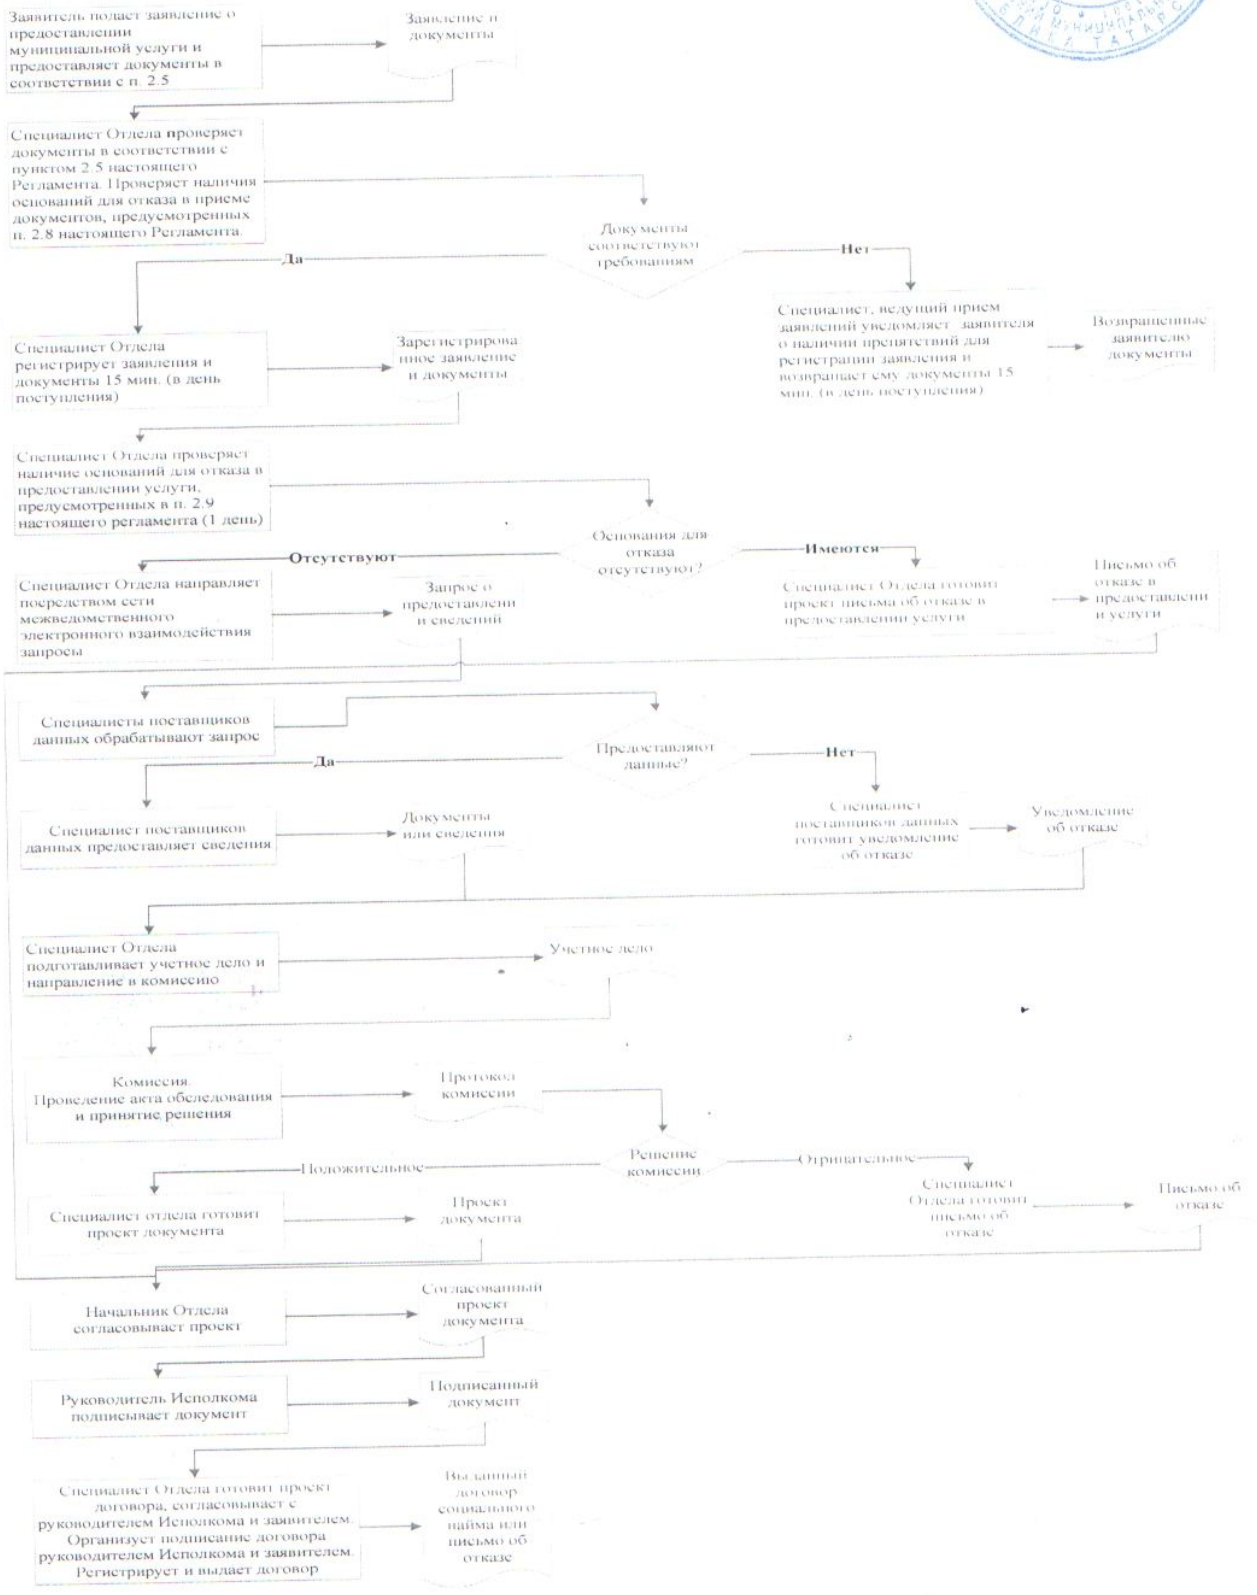 Заявитель подает заявление о
предоставлении
муниципальной услуги и
предоставляет документы в
соответствии с п. 2.5
Заявление и
документы
МУНИЦИПАЛЬН
ЛИКА ТАТАРС
Специалист Отдела проверяет
документы в соответствии с
пунктом 2.5 настоящего
Регламента. Проверяет наличия
оснований для отказа в приеме
документов, предусмотренных
п. 2.8 настоящего Регламента.
Документы
соответствуют
требованиям
Да
Нет
Специалист Отдела
регистрирует заявления и
документы 15 мин. (в день
поступления)
Зарегистрирова
нное заявление
и документы
Специалист, ведущий прием
заявлений уведомляет заявителя
о наличии препятствий для
регистрации заявления и
возвращает ему документы 15
мин. (в день поступления)
Возвращенные
заявителю
документы
Специалист Отдела проверяет
наличие оснований для отказа в
предоставлении услуги,
предусмотренных в п. 2.9
настоящего регламента (1 день)
Основания для
отказа
отсутствуют?
Отсутствуют
Имеются
Специалист Отдела направляет
посредством сети
межведомственного
электронного взаимодействия
запросы
Запрос о
предоставлени
и сведений
Специалист Отдела готовит
проект письма об отказе в
предоставлении услуги
Письмо об
отказе в
предоставлени
и услуги
Специалисты поставщиков
данных обрабатывают запрос
Предоставляют
данные?
Да
Нет
Специалист поставщиков
данных предоставляет сведения
Документы
или сведения
Специалист
поставщиков данных
готовит уведомление
об отказе
Уведомление
об отказе
Специалист Отдела
подготавливает учетное дело и
направление в комиссию
Учетное дело
Комиссия.
Проведение акта обследования
и принятие решения
Протокол
комиссии
Решение
комиссии
Положительное
Отрицательное
Специалист отдела готовит
проект документа
Проект
документа
Специалист
Отдела готовит
письмо об
отказе
Письмо об
отказе
Начальник Отдела
согласовывает проект
Согласованный
проект
документа
Руководитель Исполкома
подписывает документ
Подписанный
документ
Специалист Отдела готовит проект
договора, согласовывает с
руководителем Исполкома и заявителем.
Организует подписание договора
руководителем Исполкома и заявителем.
Регистрирует и выдает договор
Выданный
договор
социального
найма или
письмо об
отказе